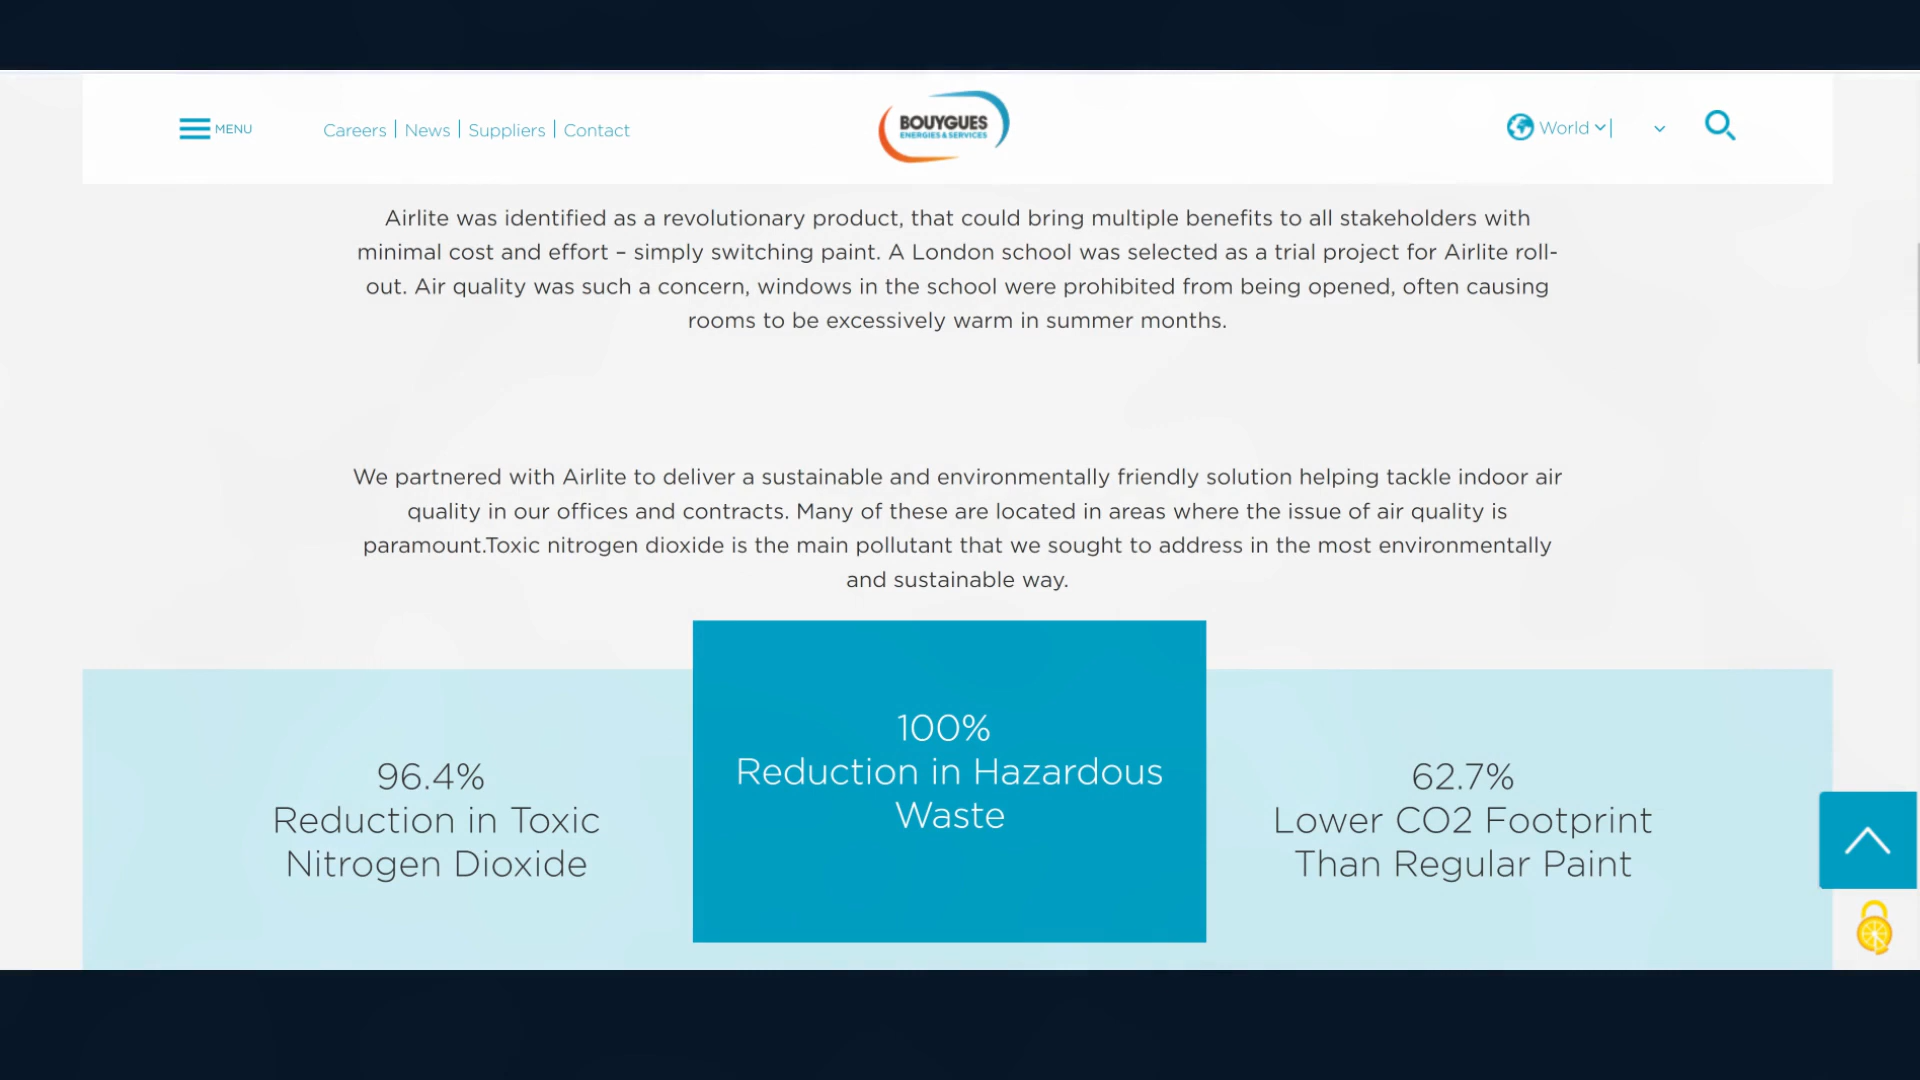 MENU
Careers | News | Suppliers | Contact
BOUYGUES
ENERGIES & SERVICES
World
Airlite was identified as a revolutionary product, that could bring multiple benefits to all stakeholders with
minimal cost and effort – simply switching paint. A London school was selected as a trial project for Airlite roll-
out. Air quality was such a concern, windows in the school were prohibited from being opened, often causing
rooms to be excessively warm in summer months.
We partnered with Airlite to deliver a sustainable and environmentally friendly solution helping tackle indoor air
quality in our offices and contracts. Many of these are located in areas where the issue of air quality is
paramount.Toxic nitrogen dioxide is the main pollutant that we sought to address in the most environmentally
and sustainable way.
96.4%
Reduction in Toxic
Nitrogen Dioxide
100%
Reduction in Hazardous
Waste
62.7%
Lower CO2 Footprint
Than Regular Paint